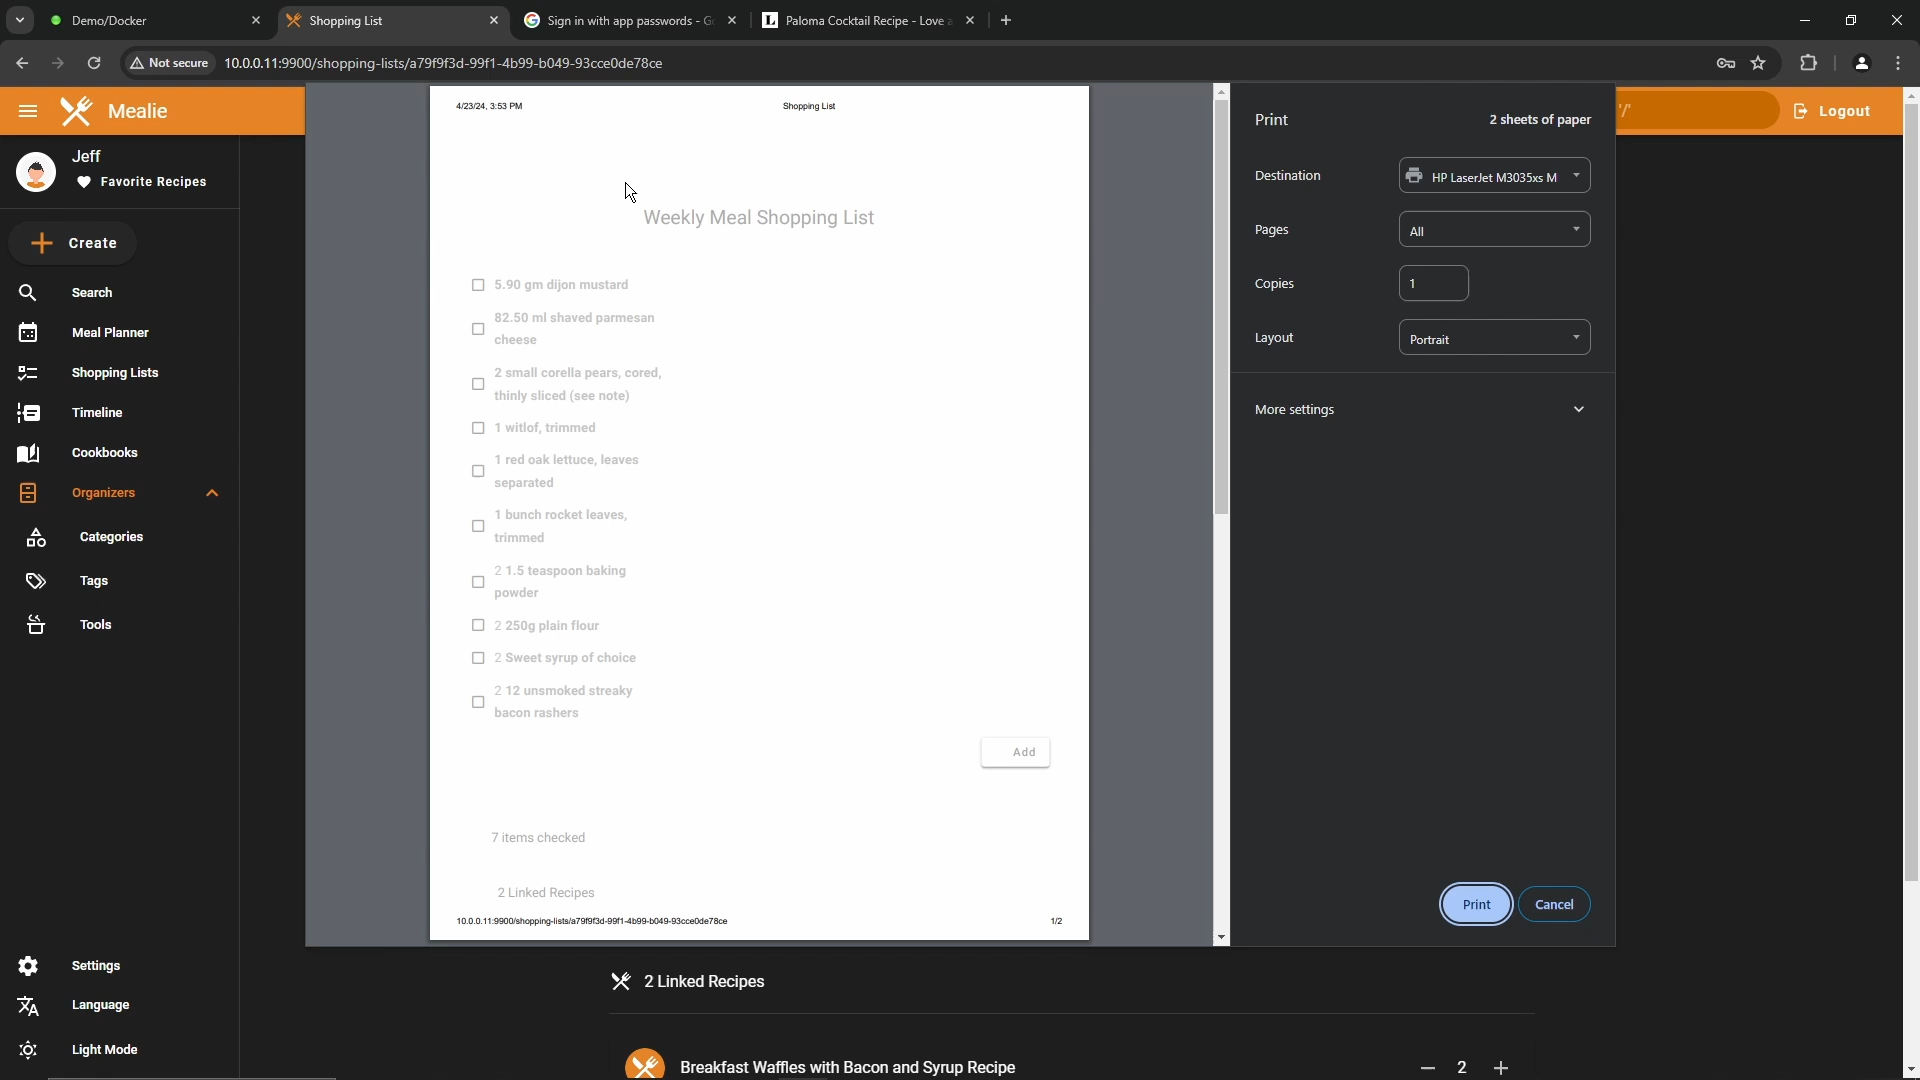 Demo/Docker
Shopping List
Sign in with app passwords - G
Paloma Cocktail Recipe - Love a
Not secure
10.0.0.11:9900/shopping-lists/a79f9f3d-99f1-4b99-b049-93cce0de78ce
Mealie
'/'
Logout
Jeff
Favorite Recipes
Create
Search
Meal Planner
Shopping Lists
Timeline
Cookbooks
Organizers
Categories
Tags
Tools
Settings
Language
Light Mode
4/23/24, 3:53 PM
Shopping List
Weekly Meal Shopping List
5.90 gm dijon mustard
82.50 ml shaved parmesan
cheese
2 small corella pears, cored,
thinly sliced (see note)
1 witlof, trimmed
1 red oak lettuce, leaves
separated
1 bunch rocket leaves,
trimmed
2 1.5 teaspoon baking
powder
2 250g plain flour
2 Sweet syrup of choice
2 12 unsmoked streaky
bacon rashers
Add
7 items checked
2 Linked Recipes
10.0.0.11:9900/shopping-lists/a79f9f3d-99f1-4b99-b049-93cce0de78ce
1/2
Print
2 sheets of paper
Destination
HP LaserJet M3035xs M
Pages
All
Copies
1
Layout
Portrait
More settings
Print
Cancel
2 Linked Recipes
Breakfast Waffles with Bacon and Syrup Recipe
2